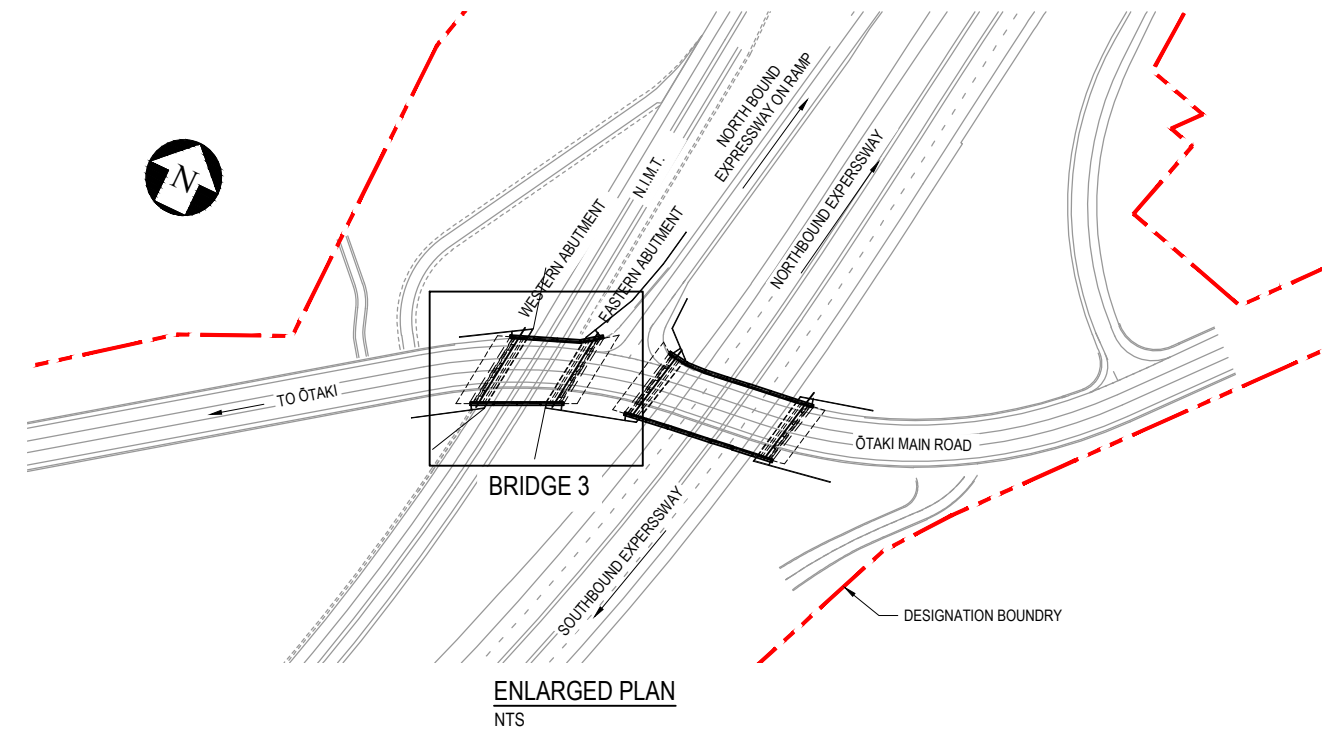 NORTH BOUND
EXPRESSWAY ON RAMP
N.I.M.T.
N
NORTHBOUND EXPERSSWAY
WESTERN ABUTMENT
EASTERN ABUTMENT
TO ŌTAKI
ŌTAKI MAIN ROAD
BRIDGE 3
SOUTHBOUND EXPERSSWAY
DESIGNATION BOUNDRY
ENLARGED PLAN
NTS